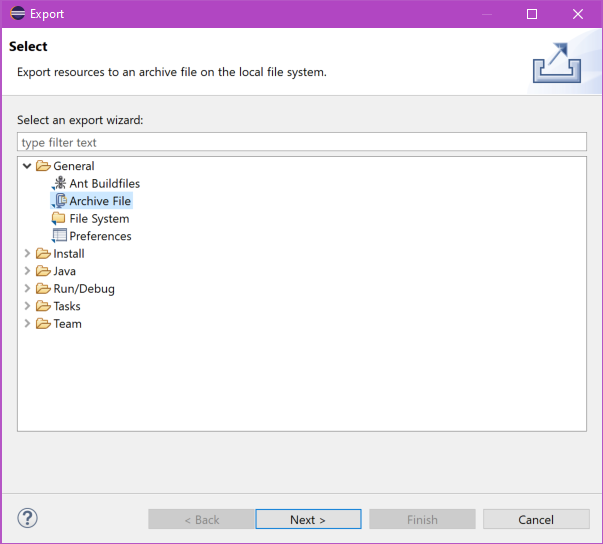 Export
Select
Export resources to an archive file on the local file system.
Select an export wizard:
type filter text
General
Ant Buildfiles
Archive File
File System
Preferences
Install
Java
Run/Debug
Tasks
Team
?
< Back Next > Finish Cancel